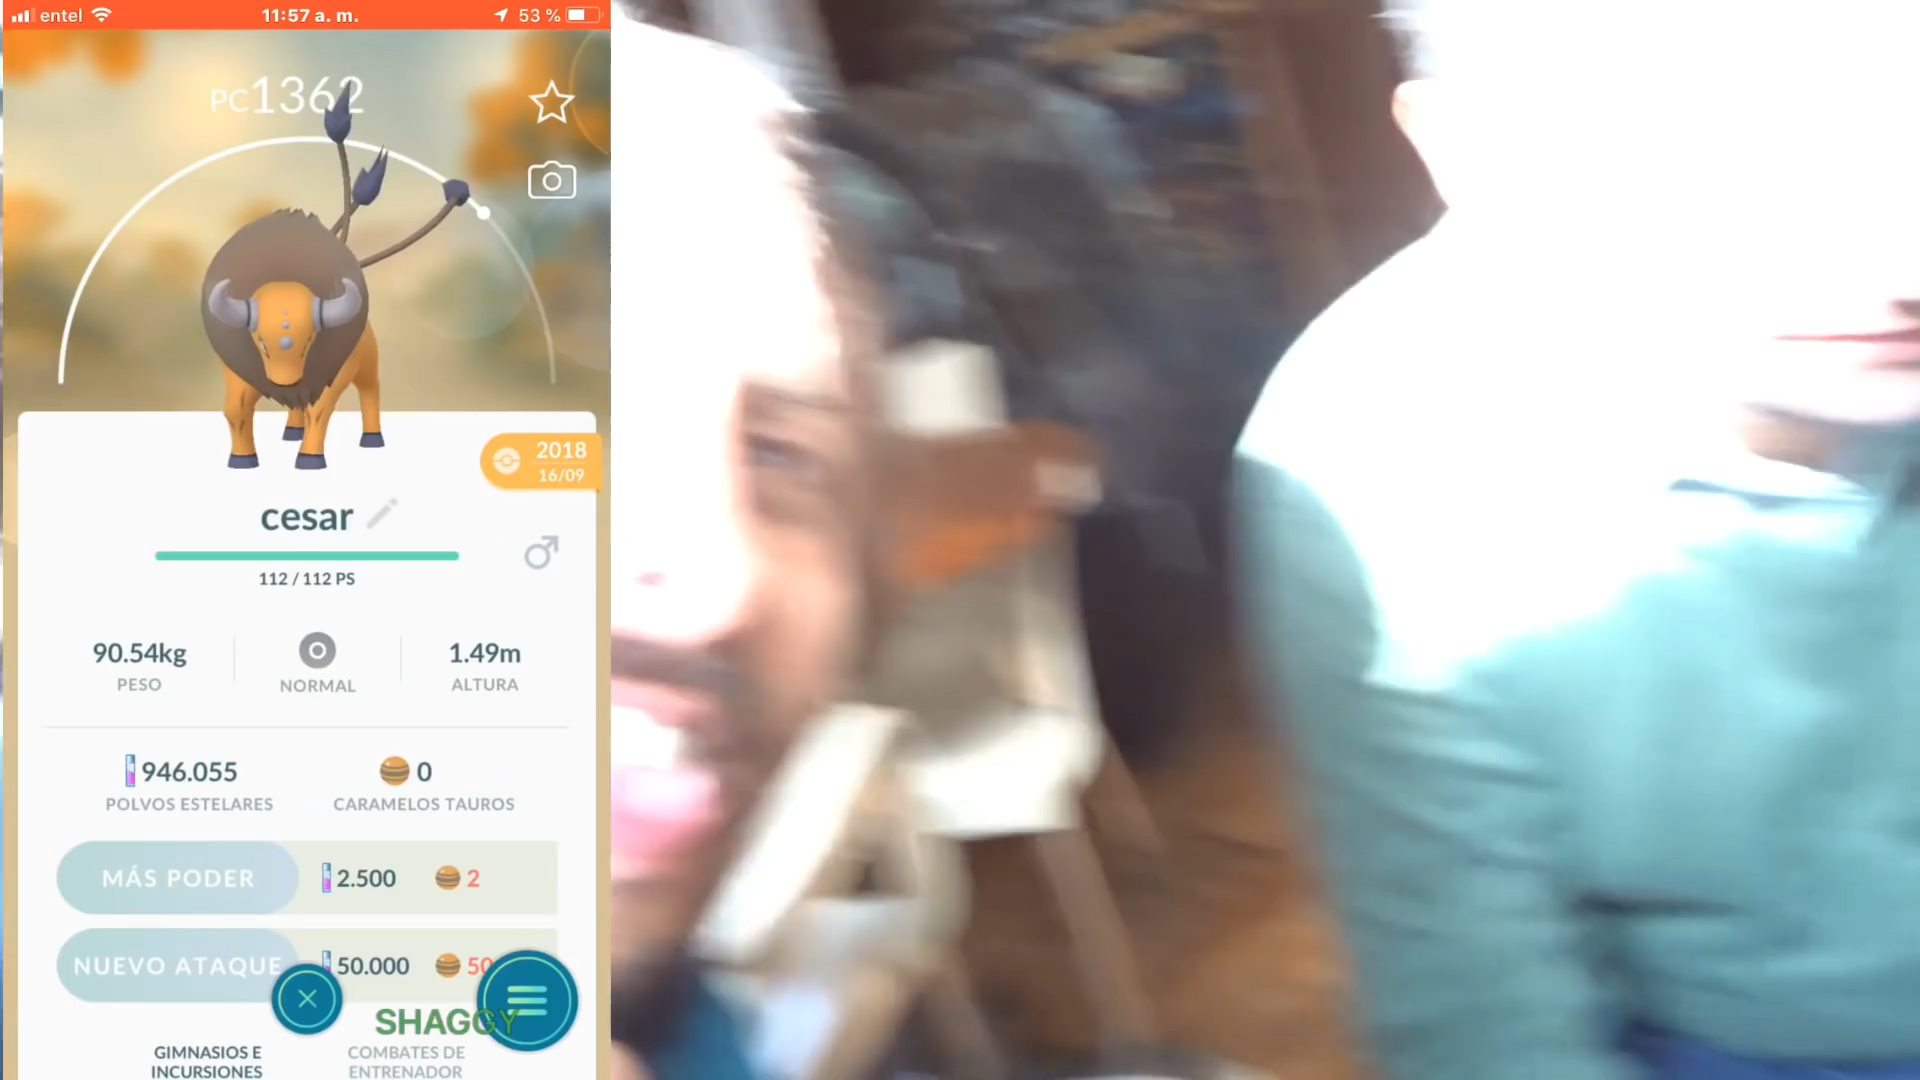 entel 11:57 a. m. 53 %
PC1362
2018
16/09
cesar
112 / 112 PS
90.54kg
PESO
NORMAL
1.49m
ALTURA
946.055
POLVOS ESTELARES
0
CARAMELOS TAUROS
MÁS PODER 2.500 2
NUEVO ATAQUE 50.000 50
SHAGGY
GIMNASIOS E
INCURSIONES
COMBATES DE
ENTRENADOR